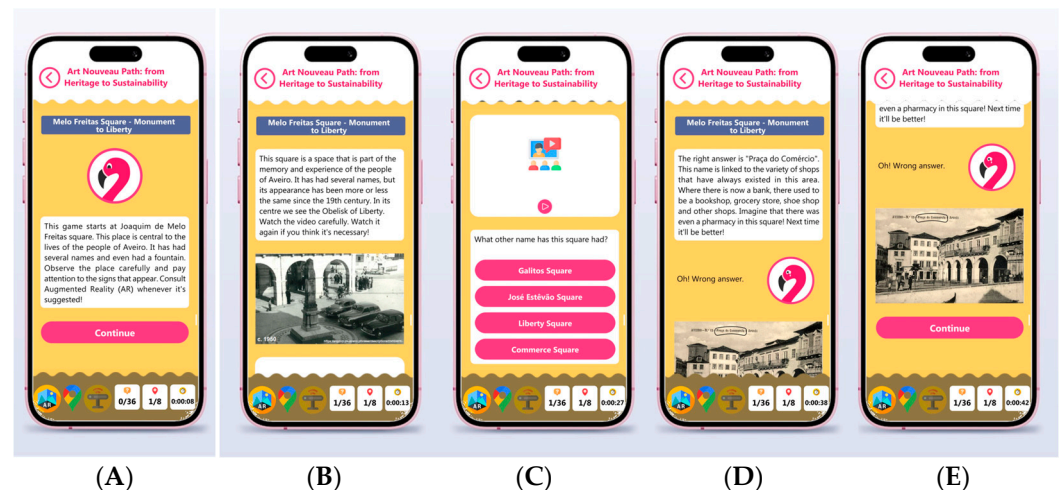 Art Nouveau Path: from
Heritage to Sustainability
Melo Freitas Square - Monument
to Liberty
This game starts at Joaquim de Melo
Freitas square. This place is central to the
lives of the people of Aveiro. It has had
several names and even had a fountain.
Observe the place carefully and pay
attention to the signs that appear. Consult
Augmented Reality (AR) whenever it's
suggested!
Continue
AR
0/36
1/8
0:00:08
(A)
Art Nouveau Path: from
Heritage to Sustainability
Melo Freitas Square - Monument
to Liberty
This square is a space that is part of the
memory and experience of the people
of Aveiro. It has had several names, but
its appearance has been more or less
the same since the 19th century. In its
centre we see the Obelisk of Liberty.
Watch the video carefully. Watch it
again if you think it's necessary!
c. 1960
AR
1/36
1/8
0:00:13
(B)
Art Nouveau Path: from
Heritage to Sustainability
What other name has this square had?
Galitos Square
José Estêvão Square
Liberty Square
Commerce Square
AR
1/36
1/8
0:00:27
(C)
Art Nouveau Path: from
Heritage to Sustainability
Melo Freitas Square - Monument
to Liberty
The right answer is "Praça do Comércio".
This name is linked to the variety of shops
that have always existed in this area.
Where there is now a bank, there used to
be a bookshop, grocery store, shoe shop
and other shops. Imagine that there was
even a pharmacy in this square! Next time
it'll be better!
Oh! Wrong answer.
AR
1/36
1/8
0:00:38
(D)
Art Nouveau Path: from
Heritage to Sustainability
even a pharmacy in this square! Next time
it'll be better!
Oh! Wrong answer.
Continue
AR
1/36
1/8
0:00:42
(E)